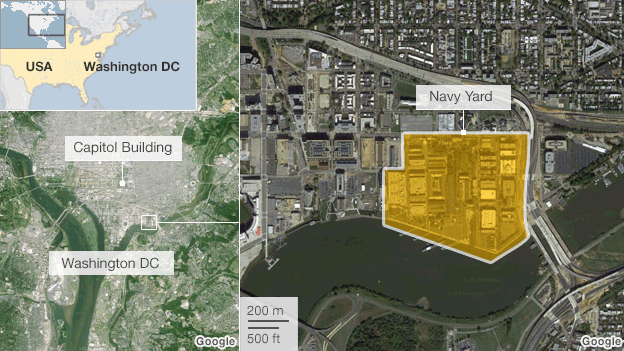 USA
Washington DC
Capitol Building
Washington DC
Google
Navy Yard
200 m
500 ft
Google